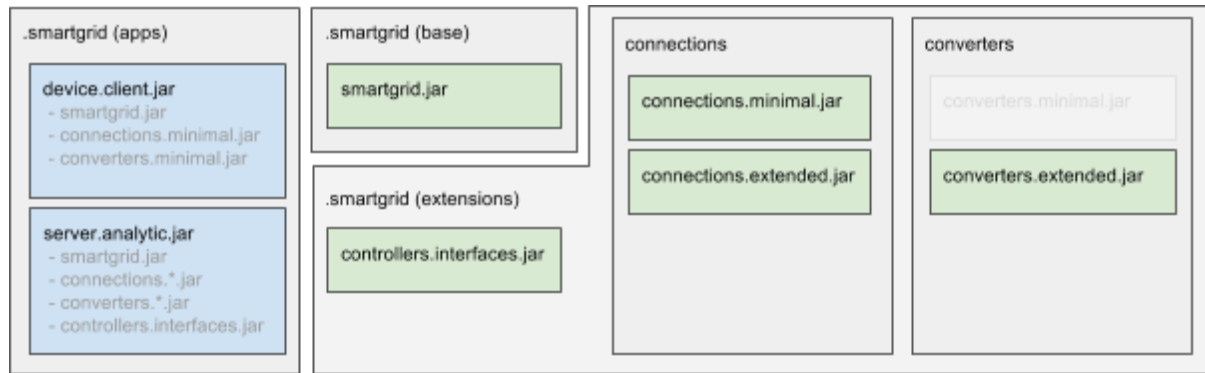 .smartgrid (apps)
device.client.jar
- smartgrid.jar
- connections.minimal.jar
- converters.minimal.jar
server.analytic.jar
- smartgrid.jar
- connections.*.jar
- converters.*.jar
- controllers.interfaces.jar
.smartgrid (base)
smartgrid.jar
.smartgrid (extensions)
controllers.interfaces.jar
connections
connections.minimal.jar
connections.extended.jar
converters
converters.minimal.jar
converters.extended.jar